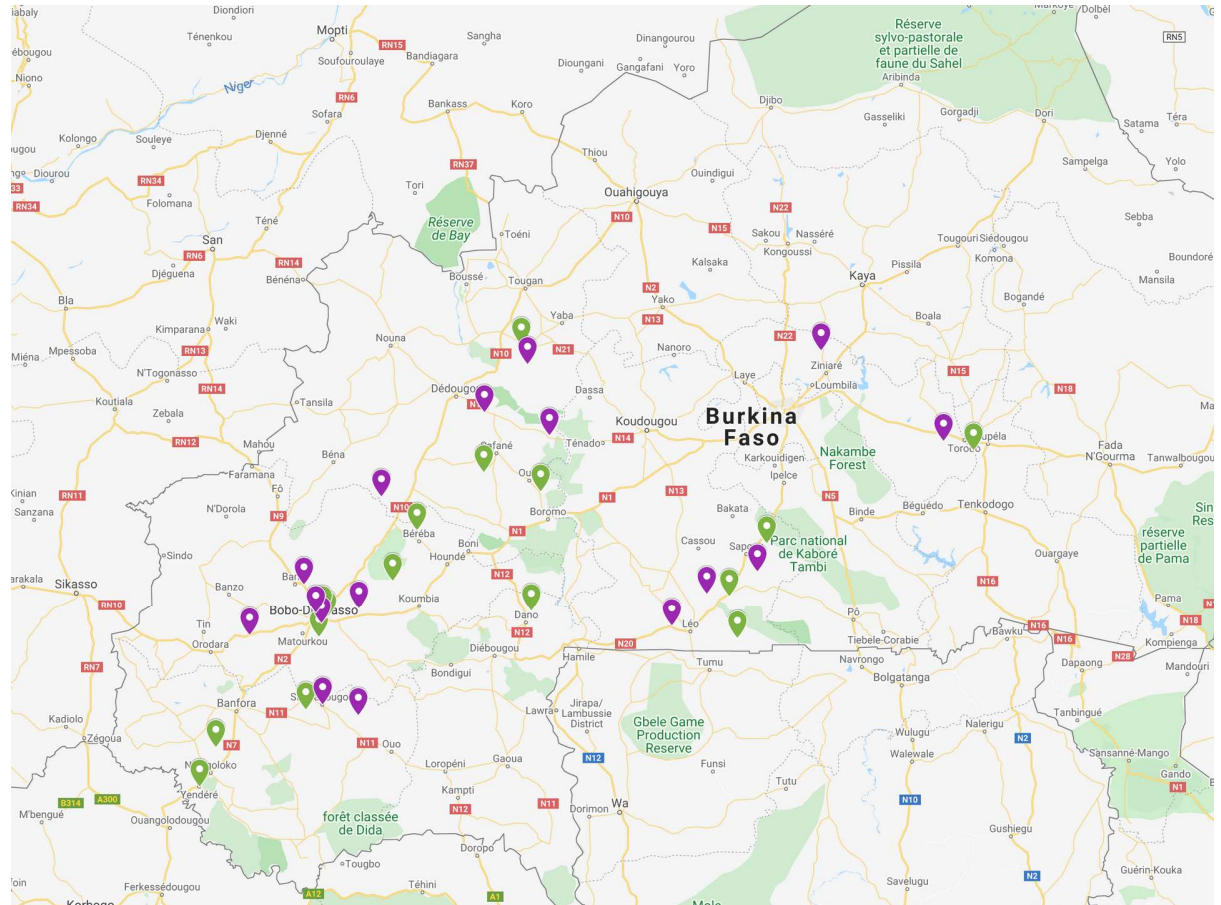 Diondiori
Dolbèl
Ténenkou
Mopti
Sangha
Dinangourou
Réserve
sylvo-pastorale
et partielle de
faune du Sahel
RN15
RN5
Soufouroulaye
Bandiagara
Dioungani
Gangafani
Yoro
Niono
Niger
RN6
Aribinda
Bankass
Koro
Djibo
Sofara
Gasseliki
Gorgadji
Dori
Satama
Téra
Kolongo
Souleye
Djenné
Thiou
RN37
Ouindigui
Sampelga
Yolo
Diourou
RN34
Tori
Ouahigouya
RN34
Folomana
Téné
Réserve
de Bay
Toéni
N10
N22
N15
Sebba
San
RN6
RN14
Sakou
Nasséré
Kongoussi
Tougouri
Siédougou
Komona
Boundoré
Djéguena
Bénéna
Boussé
Tougan
Kalsaka
Kaya
Pissila
Mansila
Bla
N2
Yako
Bogandé
Waki
Kimparana
Yaba
N13
Boala
RN13
Nouna
N10
N21
Nanoro
N22
Miéna
Mpessoba
Ziniaré
N'Togonasso
Laye
Loumbila
N15
RN14
Dédougou
Dassa
N18
Koutiala
Tansila
Zebala
Koudougou
Burkina
Faso
RN12
Mahou
Ténado
N14
Fada
N'Gourma
Tanwalbougou
Béna
Karkouidigen
Nakambe
Forest
Faramana
Ipelce
Kinian
RN11
Fô
N13
Sanzana
N1
N5
N'Dorola
N9
N10
Boromo
Bakata
Binde
Béguédo
Tenkodogo
Béréba
N1
Boni
Cassou
Parc national
de Kaboré
Tambi
Sindo
Houndé
Ouargaye
réserve
partielle
de Pama
Banzo
N12
N16
Sikasso
RN10
Koumbia
Pama
Dano
Pô
N18
Tin
Léo
N16
Matourkou
N12
Orodara
Tiebele-Corabie
Bawku
N16
Kompienga
N2
Diébougou
Hamile
N20
N28
RN7
Tumu
Navrongo
Dapaong
Mandouri
Bondigui
Bolgatanga
Banfora
Jirapa/
Lambussie
District
Lawra
N11
Tanbingué
Kadiolo
Gbele Game
Production
Reserve
Nalerigu
Zégoua
N7
N11
Ouo
Wulugu
N2
Walewale
Sansanné-Mango
Loropéni
Gaoua
N12
Funsi
Gando
N1
Yendéré
Kampti
Tutu
B314
A300
N12
N11
Wa
N10
M'bengué
Ouangolodougou
forêt classée
de Dida
Dorimon
Gushiegu
Doropo
Tougbo
Guérin-Kouka
N2
Ferkessédougou
Téhini
A12
A1
Savelugu